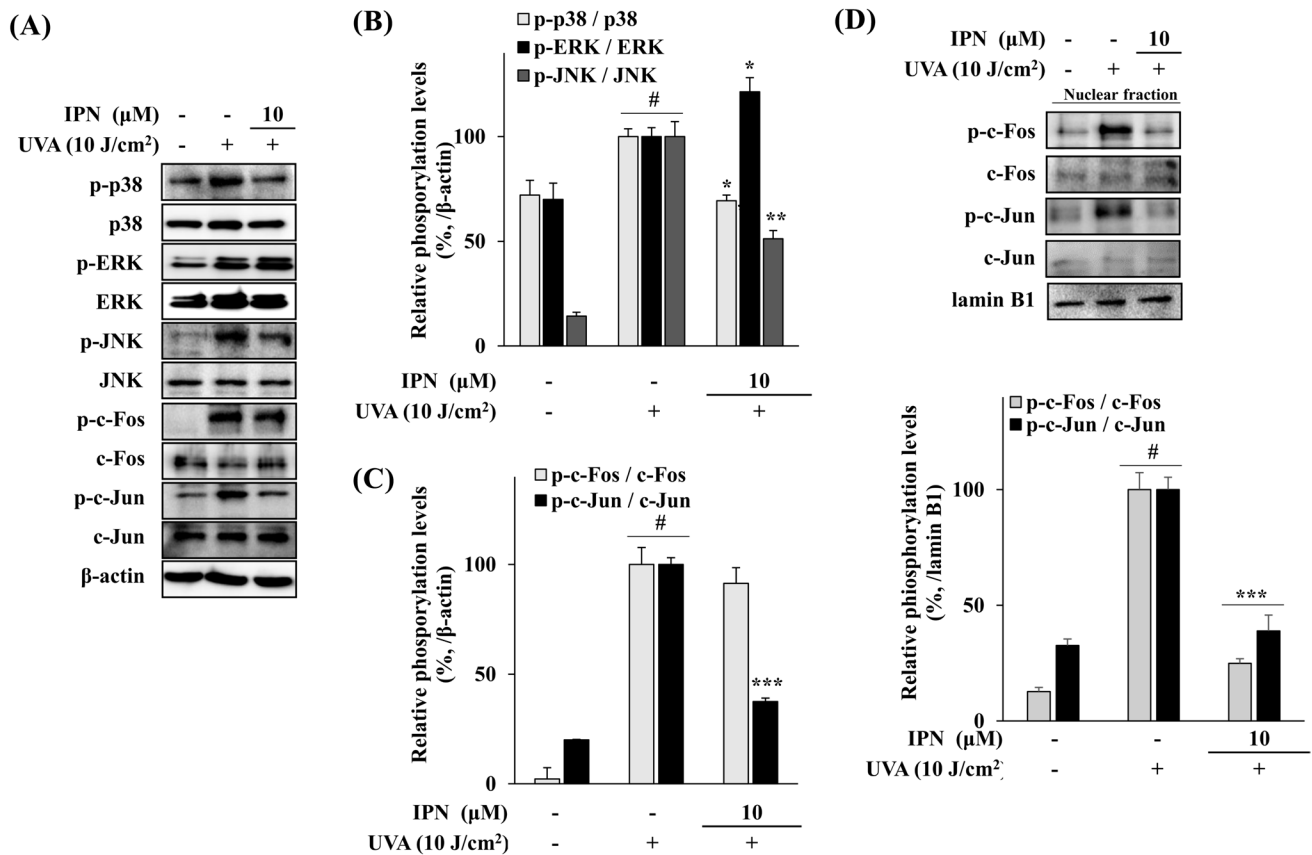 (A)
IPN (μM) - - 10
UVA (10 J/cm²) - + +
p-p38
p38
p-ERK
ERK
p-JNK
JNK
p-c-Fos
c-Fos
p-c-Jun
c-Jun
β-actin
(B)
p-p38 / p38
p-ERK / ERK
p-JNK / JNK
Relative phosporylation levels
(%, /β-actin)
100
50
0
#
*
*
**
IPN (μM) - - 10
UVA (10 J/cm²) - + +
(C)
p-c-Fos / c-Fos
p-c-Jun / c-Jun
Relative phosporylation levels
(%, /β-actin)
100
50
0
#
***
IPN (μM) - - 10
UVA (10 J/cm²) - + +
(D)
IPN (μM) - - 10
UVA (10 J/cm²) - + +
Nuclear fraction
p-c-Fos
c-Fos
p-c-Jun
c-Jun
lamin B1
p-c-Fos / c-Fos
p-c-Jun / c-Jun
Relative phiosphorylation levels
(%, /lamin B1)
100
50
0
#
***
IPN (μM) - - 10
UVA (10 J/cm²) - + +